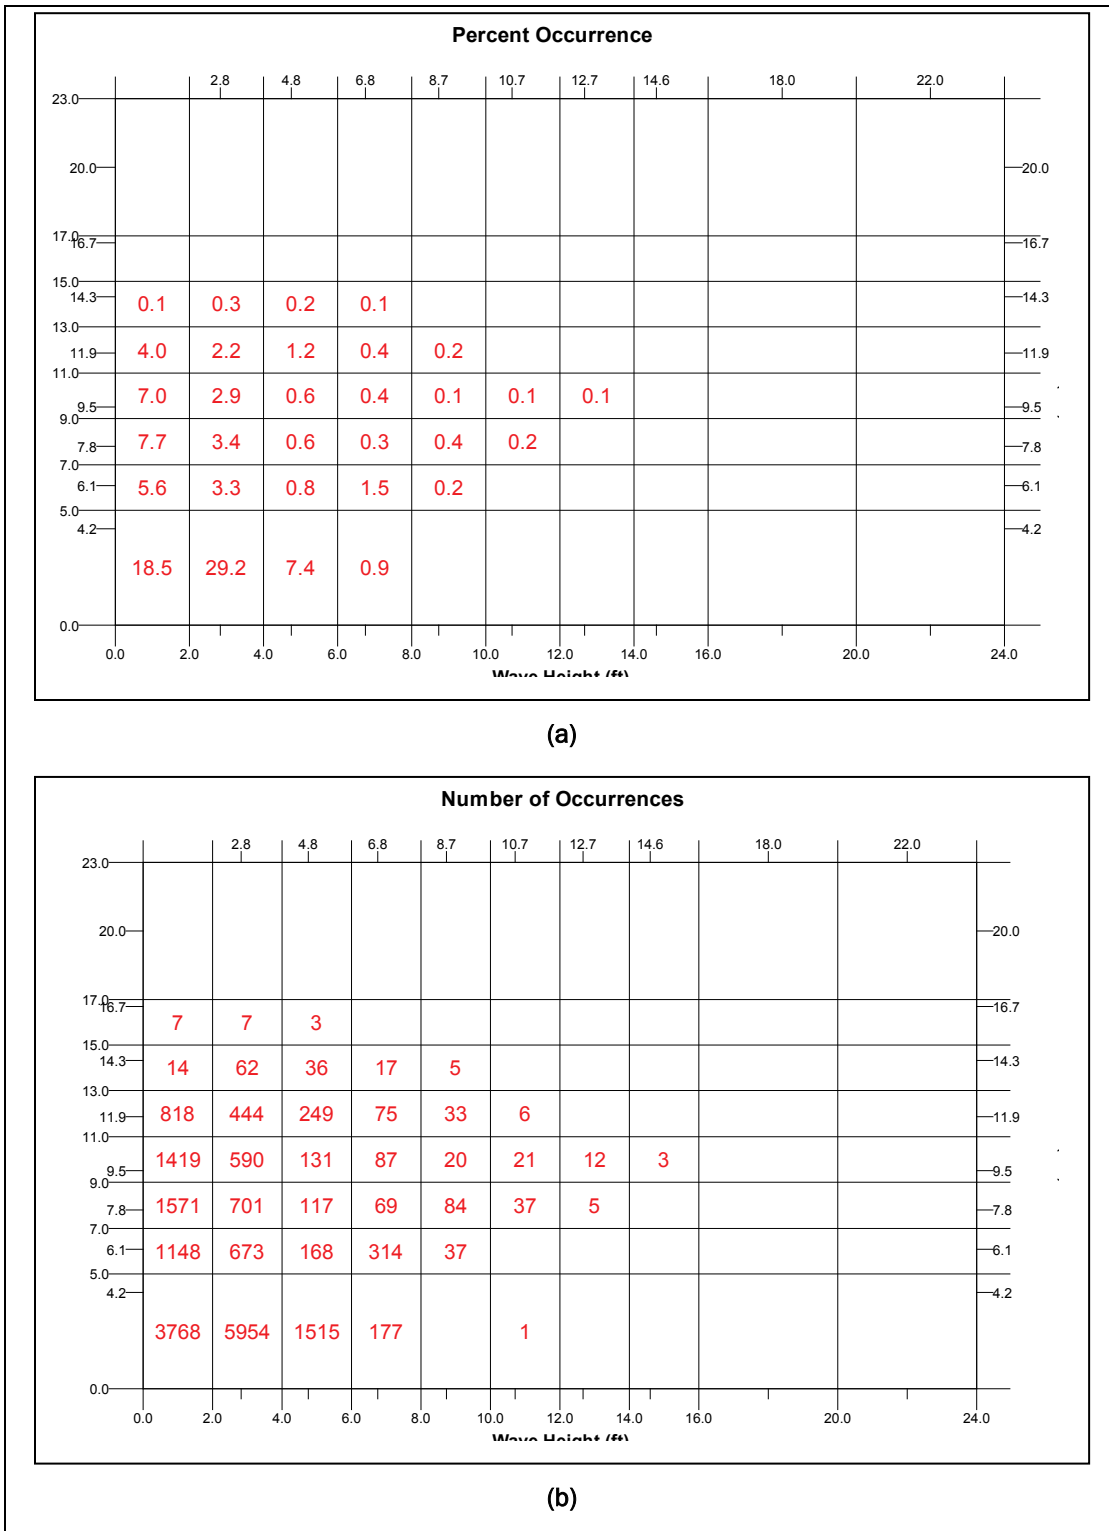 Percent Occurrence
2.8 4.8 6.8 8.7 10.7 12.7 14.6 18.0 22.0
23.0
20.0 20.0
17.0
16.7 16.7
15.0
14.3 0.1 0.3 0.2 0.1 14.3
13.0
11.9 4.0 2.2 1.2 0.4 0.2 11.9
11.0
7.0 2.9 0.6 0.4 0.1 0.1 0.1
9.5 9.5
9.0
7.8 7.7 3.4 0.6 0.3 0.4 0.2 7.8
7.0
6.1 5.6 3.3 0.8 1.5 0.2 6.1
5.0
4.2 4.2
18.5 29.2 7.4 0.9
0.0
0.0 2.0 4.0 6.0 8.0 10.0 12.0 14.0 16.0 20.0 24.0
Wave Height (ft)
(a)
Number of Occurrences
2.8 4.8 6.8 8.7 10.7 12.7 14.6 18.0 22.0
23.0
20.0 20.0
17.0
16.7 16.7
7 7 3
15.0
14.3 14 62 36 17 5 14.3
13.0
11.9 818 444 249 75 33 6 11.9
11.0
1419 590 131 87 20 21 12 3
9.5 9.5
9.0
7.8 1571 701 117 69 84 37 5 7.8
7.0
6.1 1148 673 168 314 37 6.1
5.0
4.2 4.2
3768 5954 1515 177 1
0.0
0.0 2.0 4.0 6.0 8.0 10.0 12.0 14.0 16.0 20.0 24.0
Wave Height (ft)
(b)